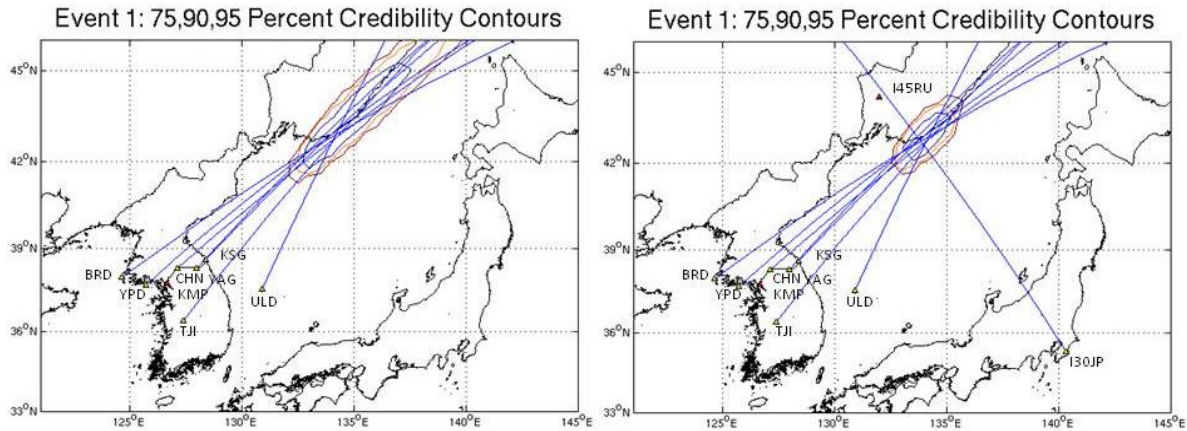 Event 1: 75,90,95 Percent Credibility Contours
45°N
42°N
39°N
36°N
33°N
125°E
130°E
135°E
140°E
145°E
BRD
YPD
CHN
YAG
KSG
KMP
TJI
ULD
Event 1: 75,90,95 Percent Credibility Contours
45°N
42°N
39°N
36°N
33°N
125°E
130°E
135°E
140°E
145°E
I45RU
BRD
YPD
CHN
YAG
KSG
KMP
TJI
ULD
I30JP